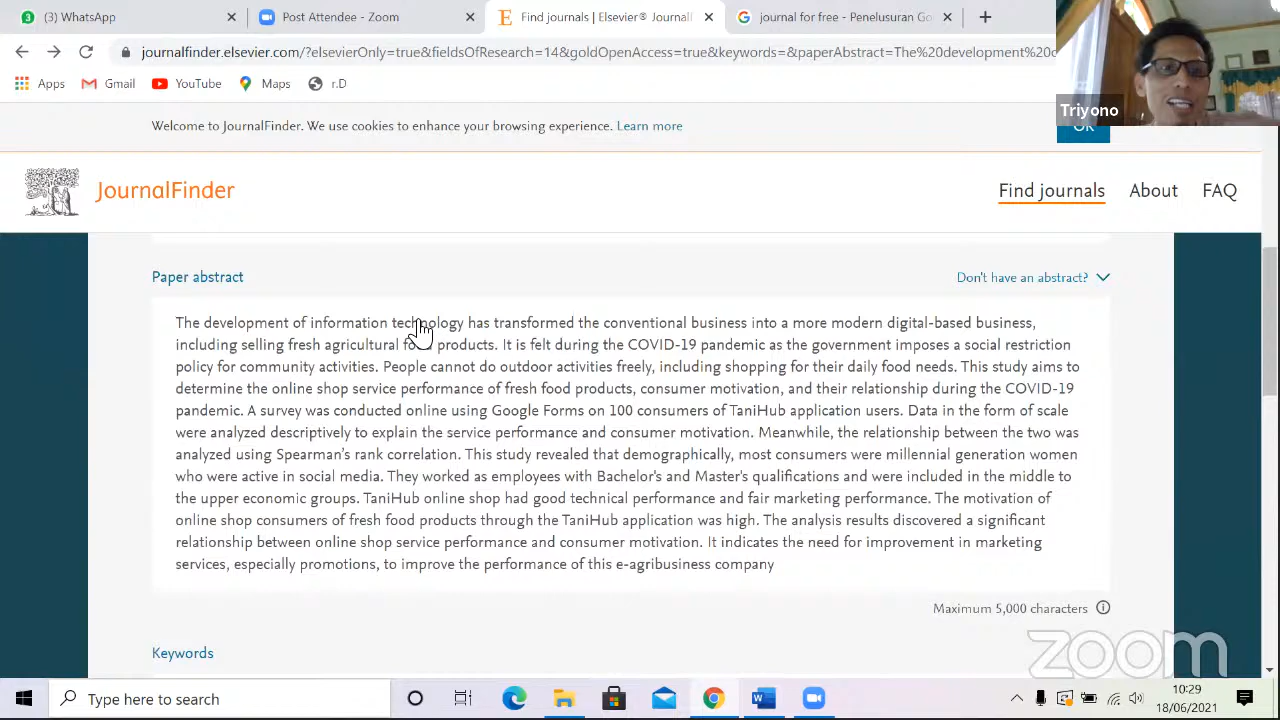 (3) WhatsApp
Post Attendee - Zoom
Find journals | Elsevier® Journal
journal for free - Penelusuran Go
journalfinder.elsevier.com/?elsevierOnly=true&fieldsOfResearch=14&goldOpenAccess=true&keywords=&paperAbstract=The%20development%20
Apps
Gmail
YouTube
Maps
r.D
Triyono
Welcome to JournalFinder. We use cookies to enhance your browsing experience. Learn more
OK
JournalFinder
Find journals
About
FAQ
Paper abstract
Don't have an abstract?
The development of information technology has transformed the conventional business into a more modern digital-based business,
including selling fresh agricultural food products. It is felt during the COVID-19 pandemic as the government imposes a social restriction
policy for community activities. People cannot do outdoor activities freely, including shopping for their daily food needs. This study aims to
determine the online shop service performance of fresh food products, consumer motivation, and their relationship during the COVID-19
pandemic. A survey was conducted online using Google Forms on 100 consumers of TaniHub application users. Data in the form of scale
were analyzed descriptively to explain the service performance and consumer motivation. Meanwhile, the relationship between the two was
analyzed using Spearman's rank correlation. This study revealed that demographically, most consumers were millennial generation women
who were active in social media. They worked as employees with Bachelor's and Master's qualifications and were included in the middle to
the upper economic groups. TaniHub online shop had good technical performance and fair marketing performance. The motivation of
online shop consumers of fresh food products through the TaniHub application was high. The analysis results discovered a significant
relationship between online shop service performance and consumer motivation. It indicates the need for improvement in marketing
services, especially promotions, to improve the performance of this e-agribusiness company
Maximum 5,000 characters
zoom
Keywords
Type here to search
10:29
18/06/2021